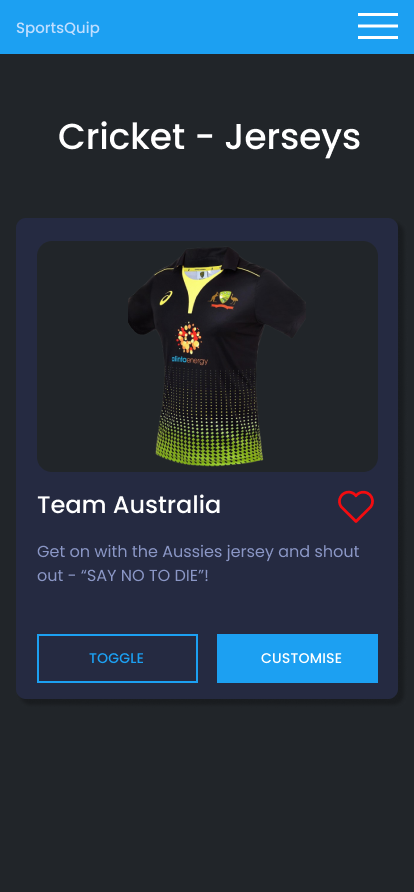 SportsQuip
Cricket - Jerseys
alintaenergy
Team Australia
Get on with the Aussies jersey and shout
out - “SAY NO TO DIE”!
TOGGLE
CUSTOMISE